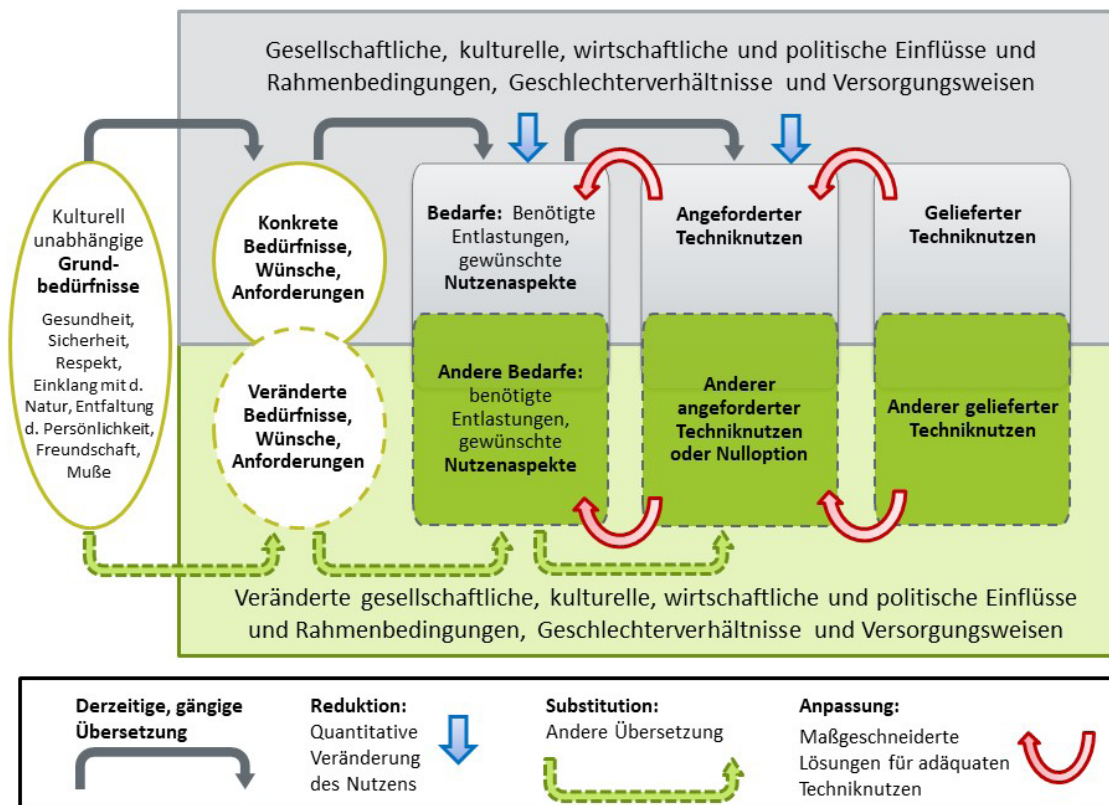 Gesellschaftliche, kulturelle, wirtschaftliche und politische Einflüsse und
Rahmenbedingungen, Geschlechterverhältnisse und Versorgungsweisen
Kulturell
unabhängige
Grund-
bedürfnisse
Gesundheit,
Sicherheit,
Respekt,
Einklang mit d.
Natur, Entfaltung
d. Persönlichkeit,
Freundschaft,
Muße
Konkrete
Bedürfnisse,
Wünsche,
Anforderungen
Bedarfe: Benötigte
Entlastungen,
gewünschte
Nutzenaspekte
Angeforderter
Techniknutzen
Gelieferter
Techniknutzen
Veränderte
Bedürfnisse,
Wünsche,
Anforderungen
Andere Bedarfe:
benötigte
Entlastungen,
gewünschte
Nutzenaspekte
Anderer
angeforderter
Techniknutzen
oder Nulloption
Anderer gelieferter
Techniknutzen
Veränderte gesellschaftliche, kulturelle, wirtschaftliche und politische Einflüsse
und Rahmenbedingungen, Geschlechterverhältnisse und Versorgungsweisen
Derzeitige, gängige
Übersetzung
Reduktion:
Quantitative
Veränderung
des Nutzens
Substitution:
Andere Übersetzung
Anpassung:
Maßgeschneiderte
Lösungen für adäquaten
Techniknutzen